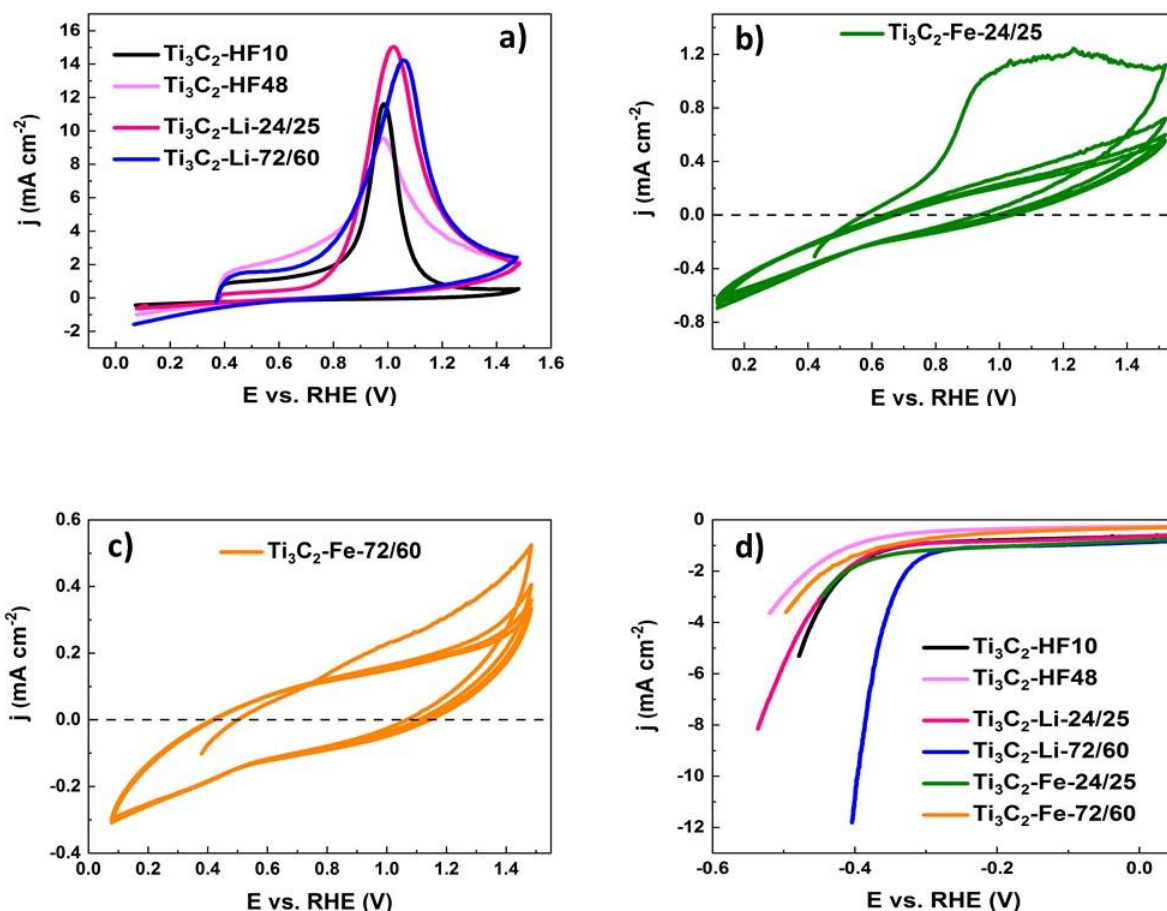 a)
Ti₃C₂-HF10
Ti₃C₂-HF48
Ti₃C₂-Li-24/25
Ti₃C₂-Li-72/60
16
14
12
10
8
6
4
2
0
-2
j (mA cm⁻²)
0.0 0.2 0.4 0.6 0.8 1.0 1.2 1.4 1.6
E vs. RHE (V)
b)
Ti₃C₂-Fe-24/25
1.2
0.8
0.4
0.0
-0.4
-0.8
j (mA cm⁻²)
0.2 0.4 0.6 0.8 1.0 1.2 1.4
E vs. RHE (V)
c)
Ti₃C₂-Fe-72/60
0.6
0.4
0.2
0.0
-0.2
-0.4
j (mA cm⁻²)
0.0 0.2 0.4 0.6 0.8 1.0 1.2 1.4
E vs. RHE (V)
d)
0
-2
-4
-6
-8
-10
-12
j (mA cm⁻²)
Ti₃C₂-HF10
Ti₃C₂-HF48
Ti₃C₂-Li-24/25
Ti₃C₂-Li-72/60
Ti₃C₂-Fe-24/25
Ti₃C₂-Fe-72/60
-0.6 -0.4 -0.2 0.0
E vs. RHE (V)